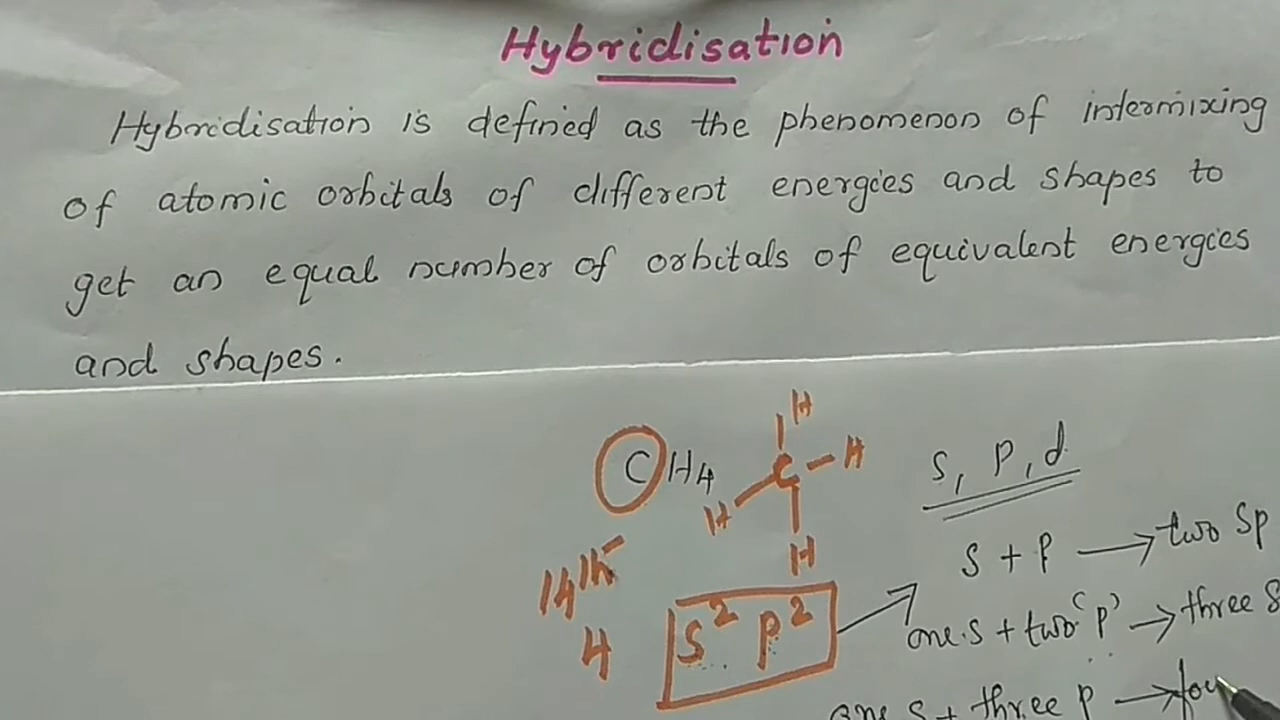 Hybridisation
Hybridisation is defined as the phenomenon of intermixing
of atomic orbitals of different energies and shapes to
get an equal number of orbitals of equivalent energies
and shapes.
CH4
H
C H
H
H
s, p, d
s + p → two sp
one s + two 'p' → three s
one s + three p → fou
14th
4
s² p²